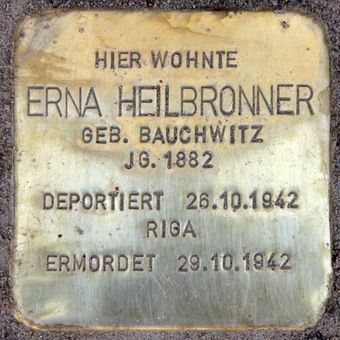 HIER WOHNTE
ERNA HEILBRONNER
GEB. BAUCHWITZ
JG. 1882
DEPORTIERT 26.10.1942
RIGA
ERMORDET 29.10.1942